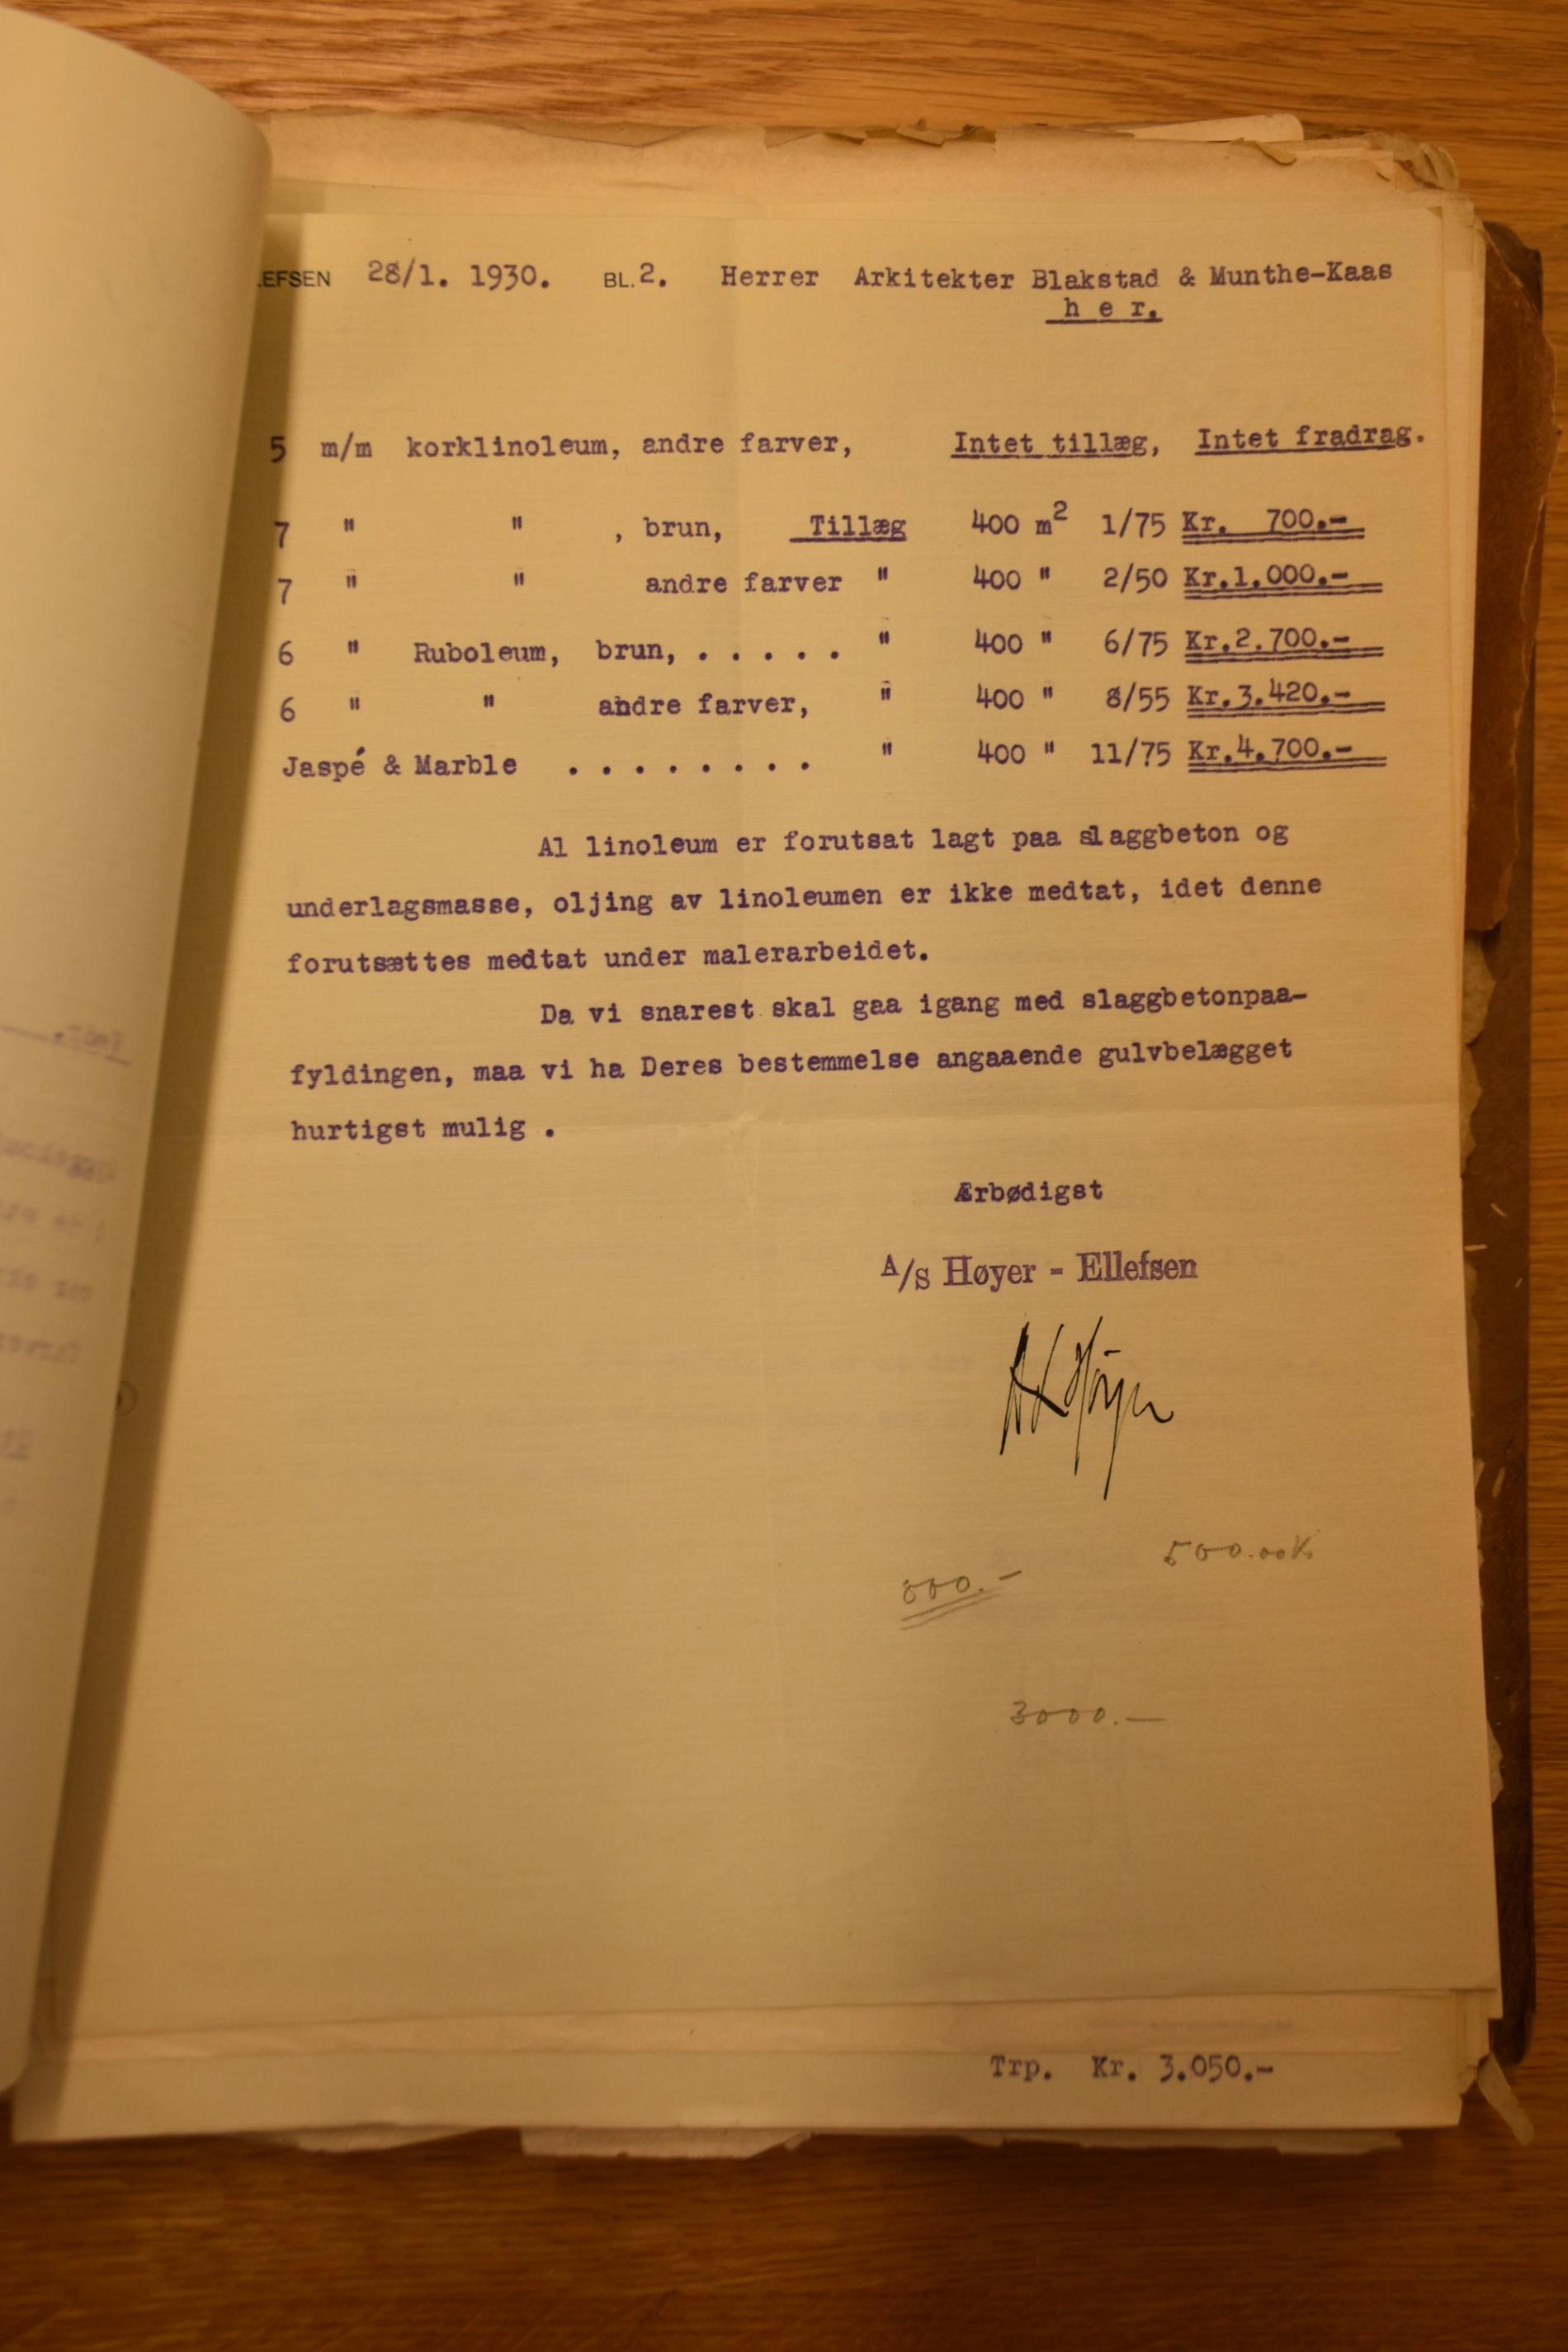 LEFSEN 28/1. 1930. BL. 2. Herrer Arkitekter Blakstad & Munthe-Kaas
h e r.
5 m/m korklinoleum, andre farver, Intet tillæg, Intet fradrag.
7 " " , brun, Tillæg 400 m2 1/75 Kr. 700.-
7 " " andre farver " 400 " 2/50 Kr.1.000.-
6 " Ruboleum, brun, . . . . . " 400 " 6/75 Kr.2.700.-
6 " " andre farver, " 400 " 8/55 Kr.3.420.-
Jaspé & Marble . . . . . . . . " 400 " 11/75 Kr.4.700.-
Al linoleum er forutsat lagt paa slaggbeton og
underlagsmasse, oljing av linoleumen er ikke medtat, idet denne
forutsættes medtat under malerarbeidet.
Da vi snarest skal gaa igang med slaggbetonpaa-
fyldingen, maa vi ha Deres bestemmelse angaaende gulvbelægget
hurtigst mulig .
Ærbødigst
A/s Høyer - Ellefsen
Høyer
500.00
000.-
3000.-
Trp. Kr. 3.050.-